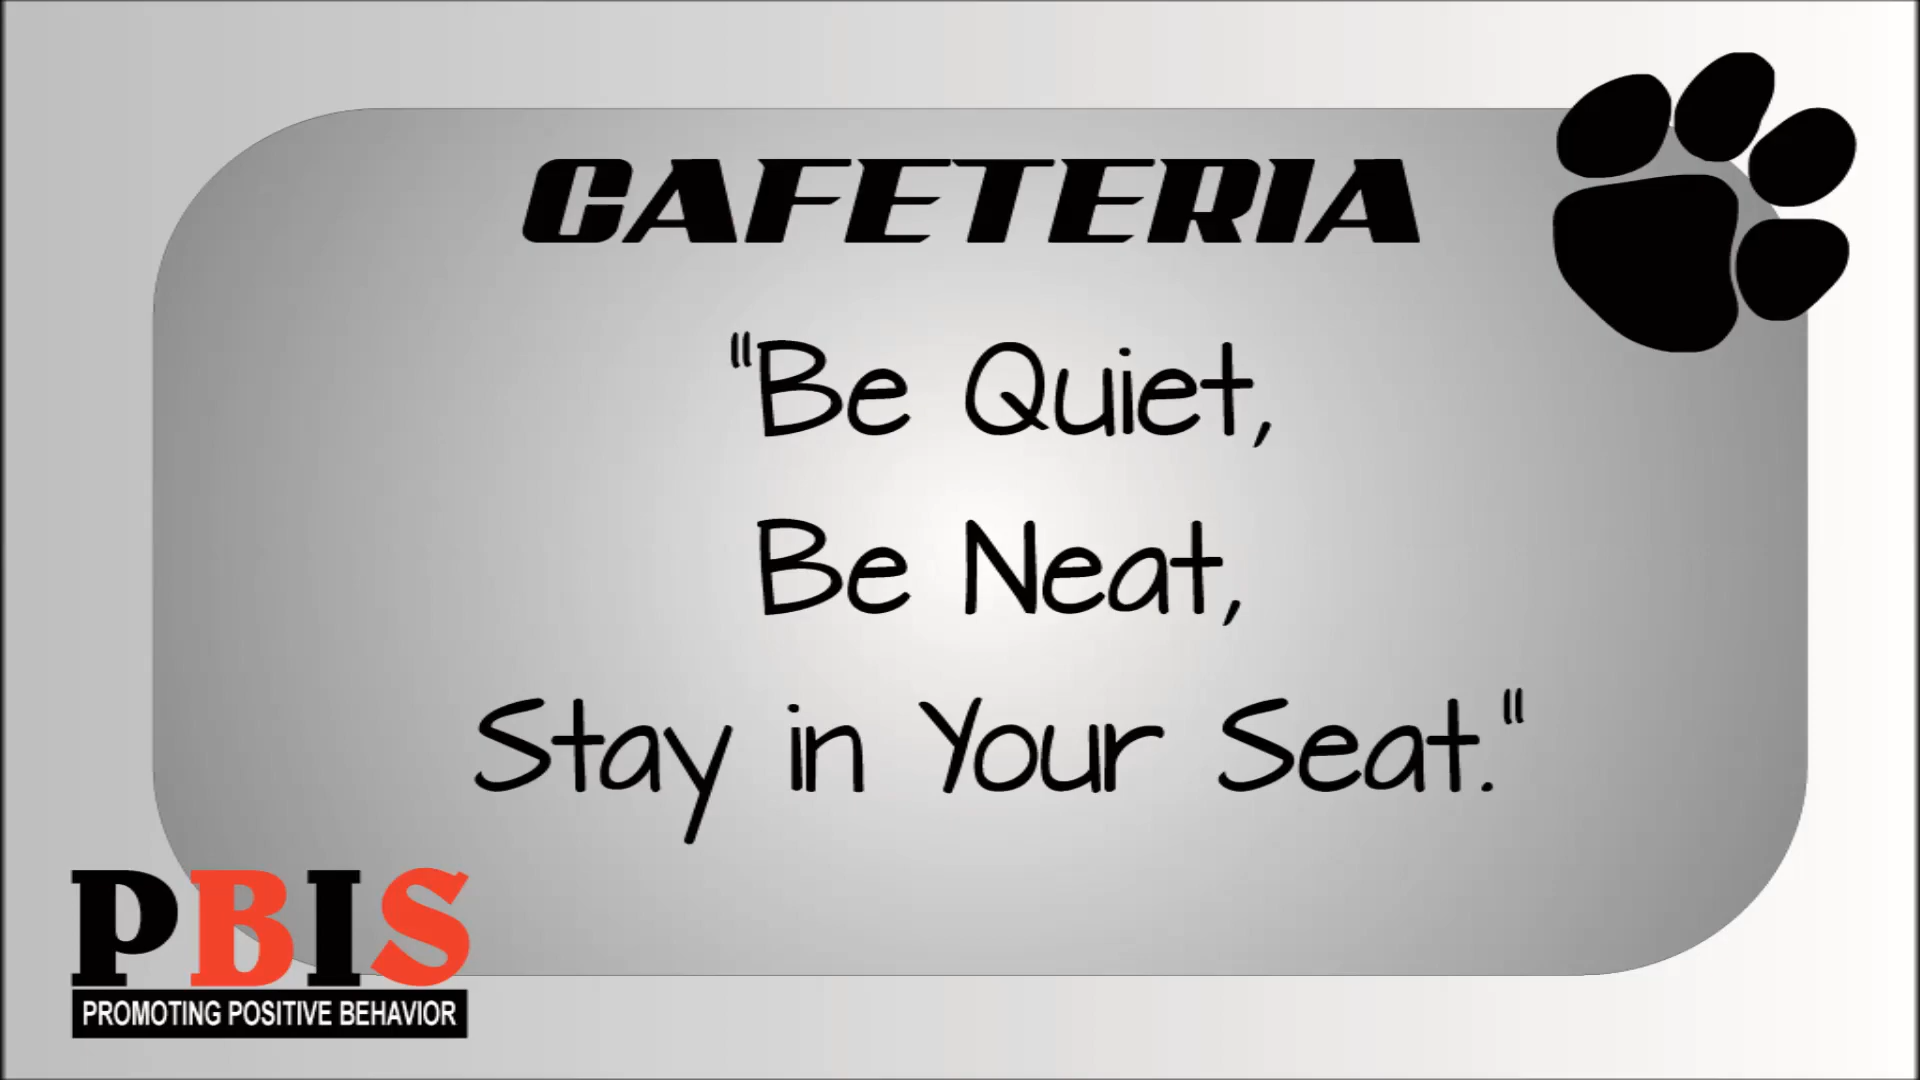 CAFETERIA
"Be Quiet,
Be Neat,
Stay in Your Seat."
PBIS
PROMOTING POSITIVE BEHAVIOR